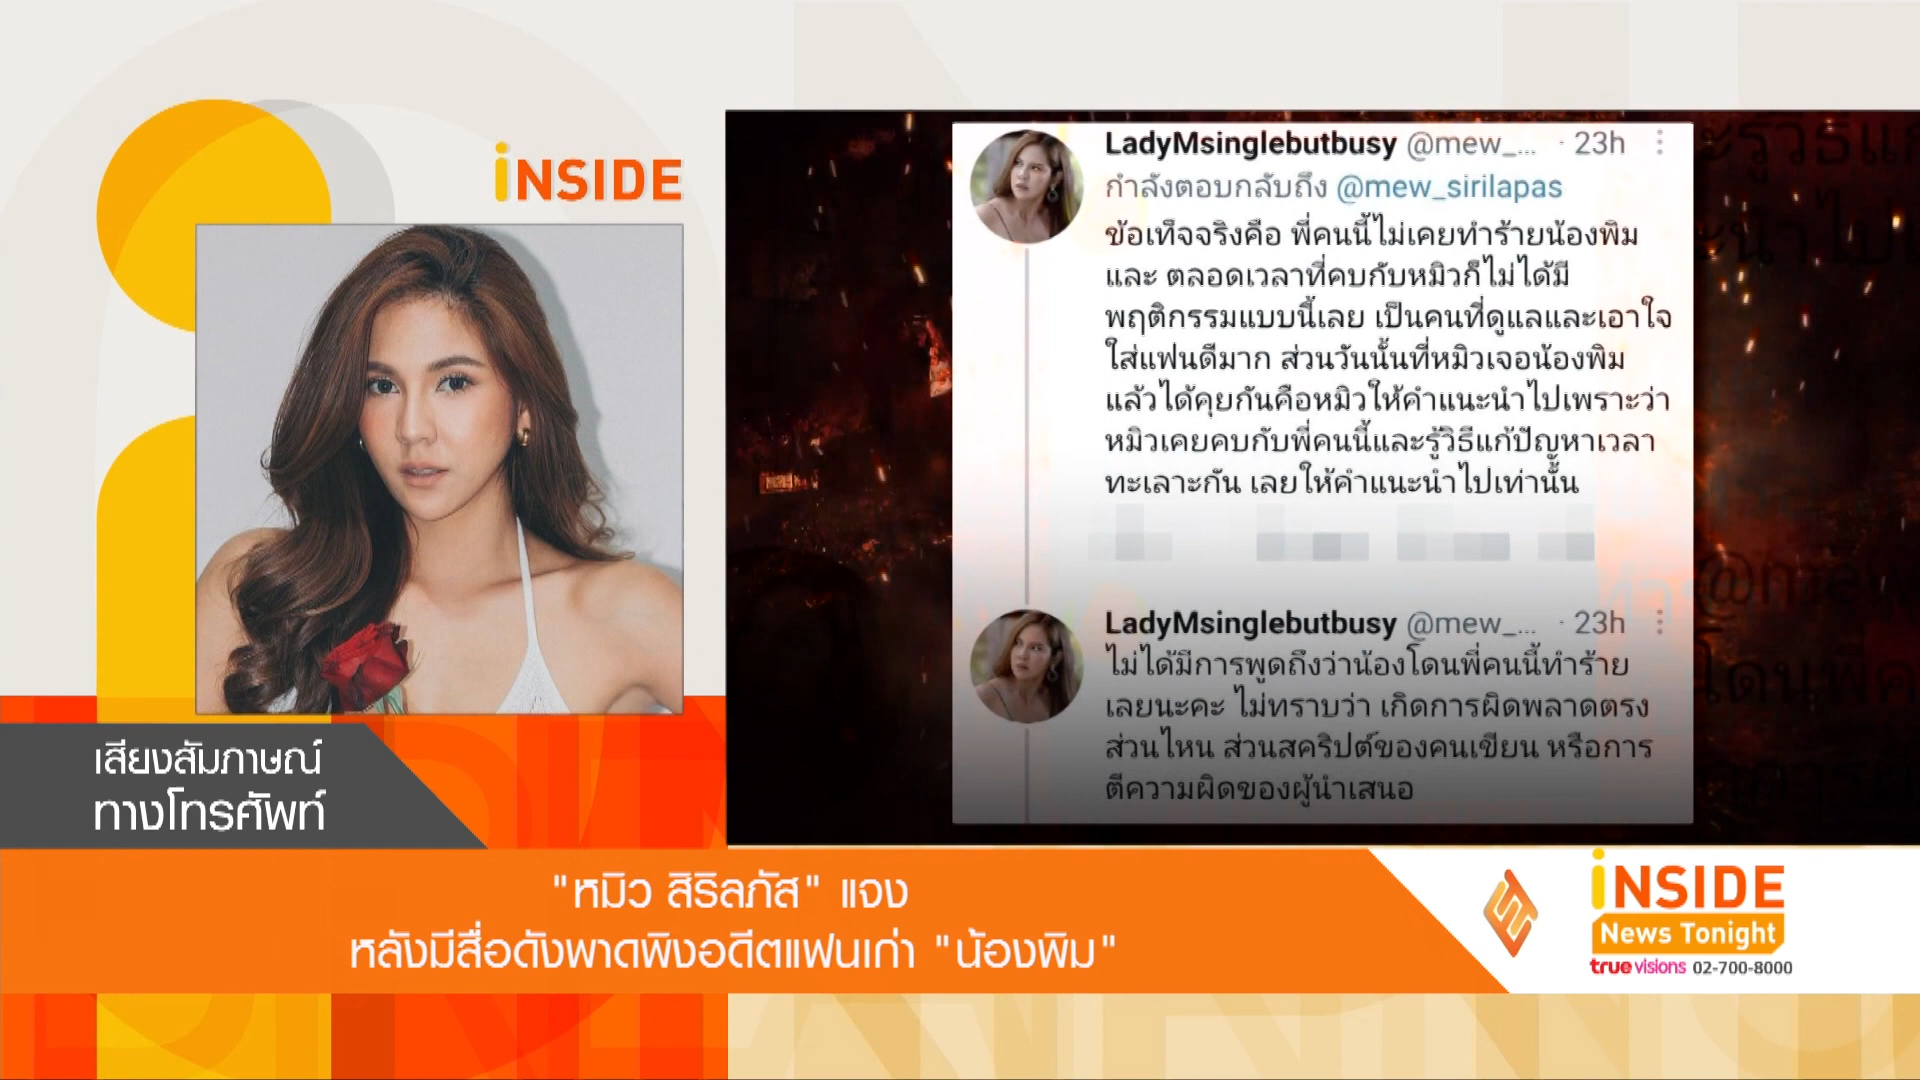 iNSIDE
LadyMsinglebutbusy @mew_... · 23h
กำลังตอบกลับถึง @mew_sirilapas
ข้อเท็จจริงคือ พี่คนนี้ไม่เคยทำร้ายน้องพิม
และ ตลอดเวลาที่คบกับหมิวก็ไม่ได้มี
พฤติกรรมแบบนี้เลย เป็นคนที่ดูแลและเอาใจ
ใส่แฟนดีมาก ส่วนวันนั้นที่หมิวเจอน้องพิม
แล้วได้คุยกันคือหมิวให้คำแนะนำไปเพราะว่า
หมิวเคยคบกับพี่คนนี้และรู้วิธีแก้ปัญหาเวลา
ทะเลาะกัน เลยให้คำแนะนำไปเท่านั้น
LadyMsinglebutbusy @mew_... · 23h
ไม่ได้มีการพูดถึงว่าน้องโดนพี่คนนี้ทำร้าย
เลยนะคะ ไม่ทราบว่า เกิดการผิดพลาดตรง
ส่วนไหน ส่วนสคริปต์ของคนเขียน หรือการ
ตีความผิดของผู้นำเสนอ
เสียงสัมภาษณ์
ทางโทรศัพท์
"หมิว สิริลภัส" แจง
หลังมีสื่อดังพาดพิงอดีตแฟนเก่า "น้องพิม"
iNSIDE
News Tonight
truevisions 02-700-8000